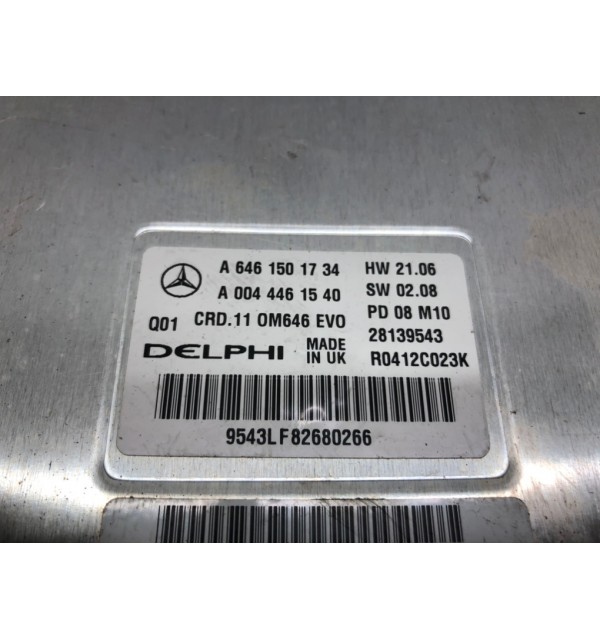 A 646 150 17 34 HW 21.06
A 004 446 15 40 SW 02.08
Q01 CRD.11 OM646 EVO PD 08 M10
DELPHI MADE IN UK 28139543
R0412C023K
9543LF82680266